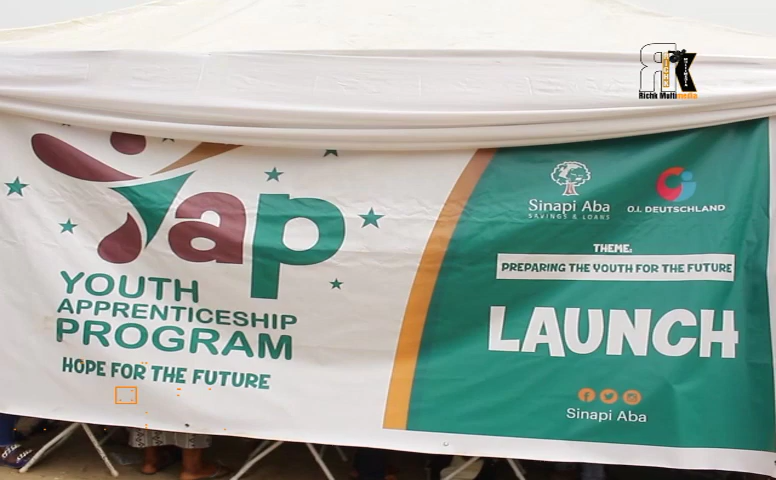 RK
Richk Multimedia
Yap
YOUTH
APPRENTICESHIP
PROGRAM
HOPE FOR THE FUTURE
Sinapi Aba
SAVINGS & LOANS
O.I. DEUTSCHLAND
THEME:
PREPARING THE YOUTH FOR THE FUTURE
LAUNCH
Sinapi Aba